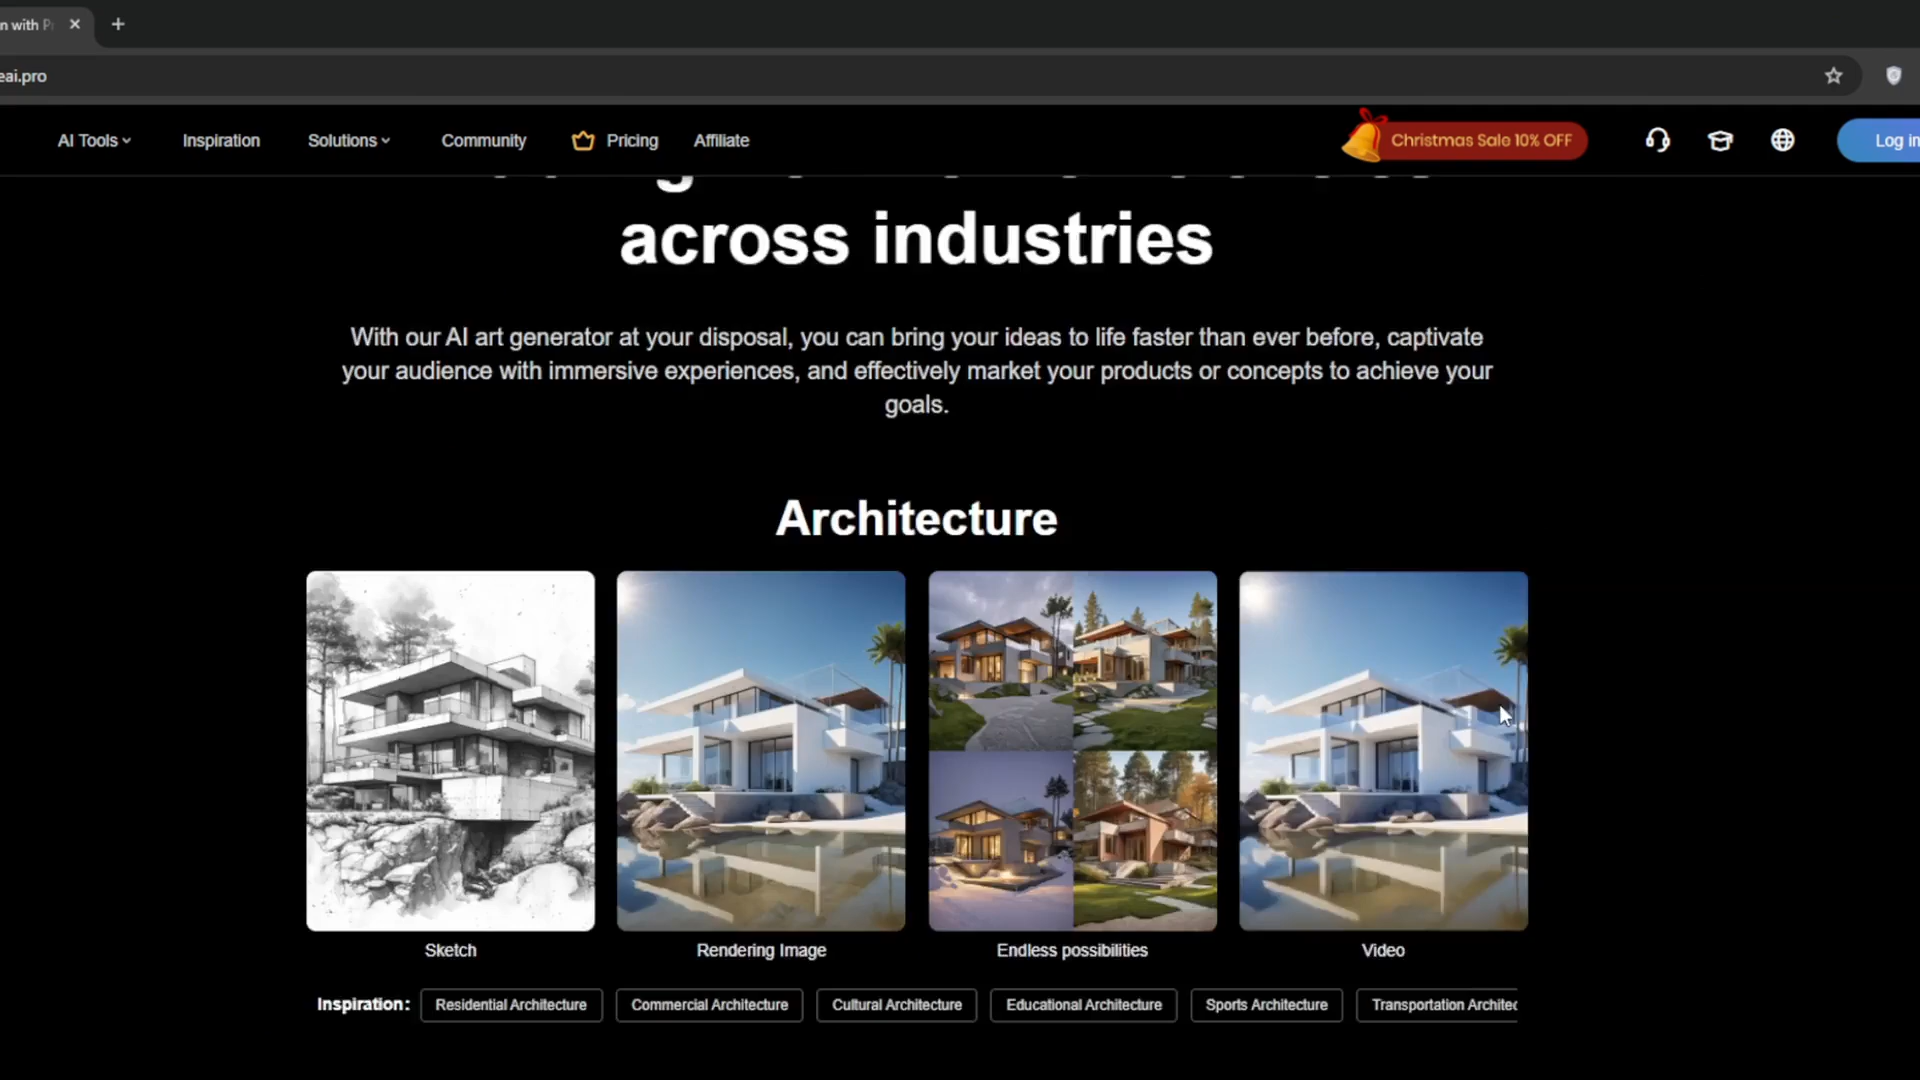 n with P
eai.pro
AI Tools
Inspiration
Solutions
Community
Pricing
Affiliate
Christmas Sale 10% OFF
Log in
across industries
With our AI art generator at your disposal, you can bring your ideas to life faster than ever before, captivate
your audience with immersive experiences, and effectively market your products or concepts to achieve your
goals.
Architecture
Sketch
Rendering Image
Endless possibilities
Video
Inspiration:
Residential Architecture
Commercial Architecture
Cultural Architecture
Educational Architecture
Sports Architecture
Transportation Architec